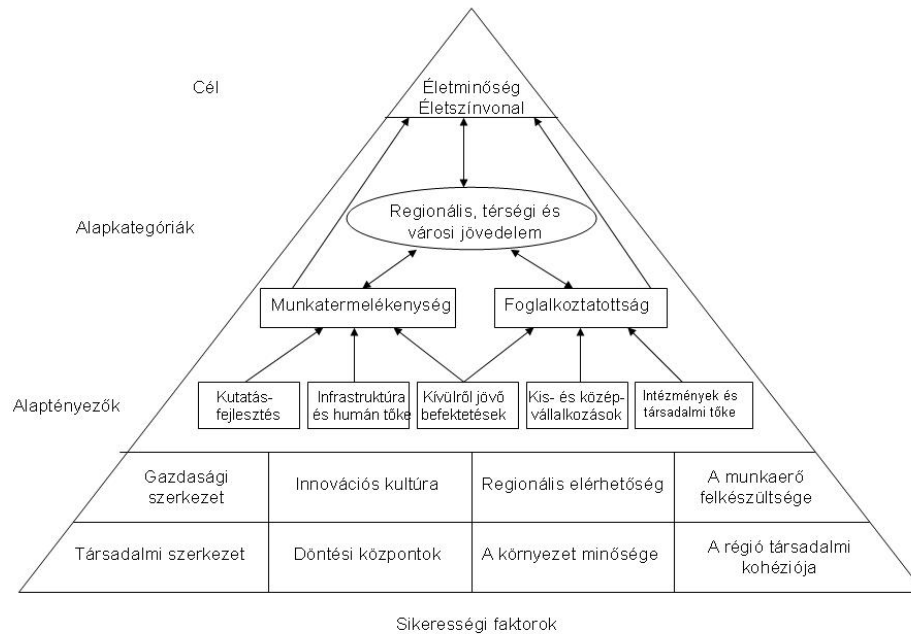 Cél
Életminőség
Életszínvonal
Alapkategóriák
Regionális, térségi és
városi jövedelem
Munkatermelékenység
Foglalkoztatottság
Alaptényezők
Kutatás-
fejlesztés
Infrastruktúra
és humán tőke
Kívülről jövő
befektetések
Kis- és közép-
vállalkozások
Intézmények és
társadalmi tőke
Gazdasági
szerkezet
Innovációs kultúra
Regionális elérhetőség
A munkaerő
felkészültsége
Társadalmi szerkezet
Döntési központok
A környezet minősége
A régió társadalmi
kohéziója
Sikerességi faktorok